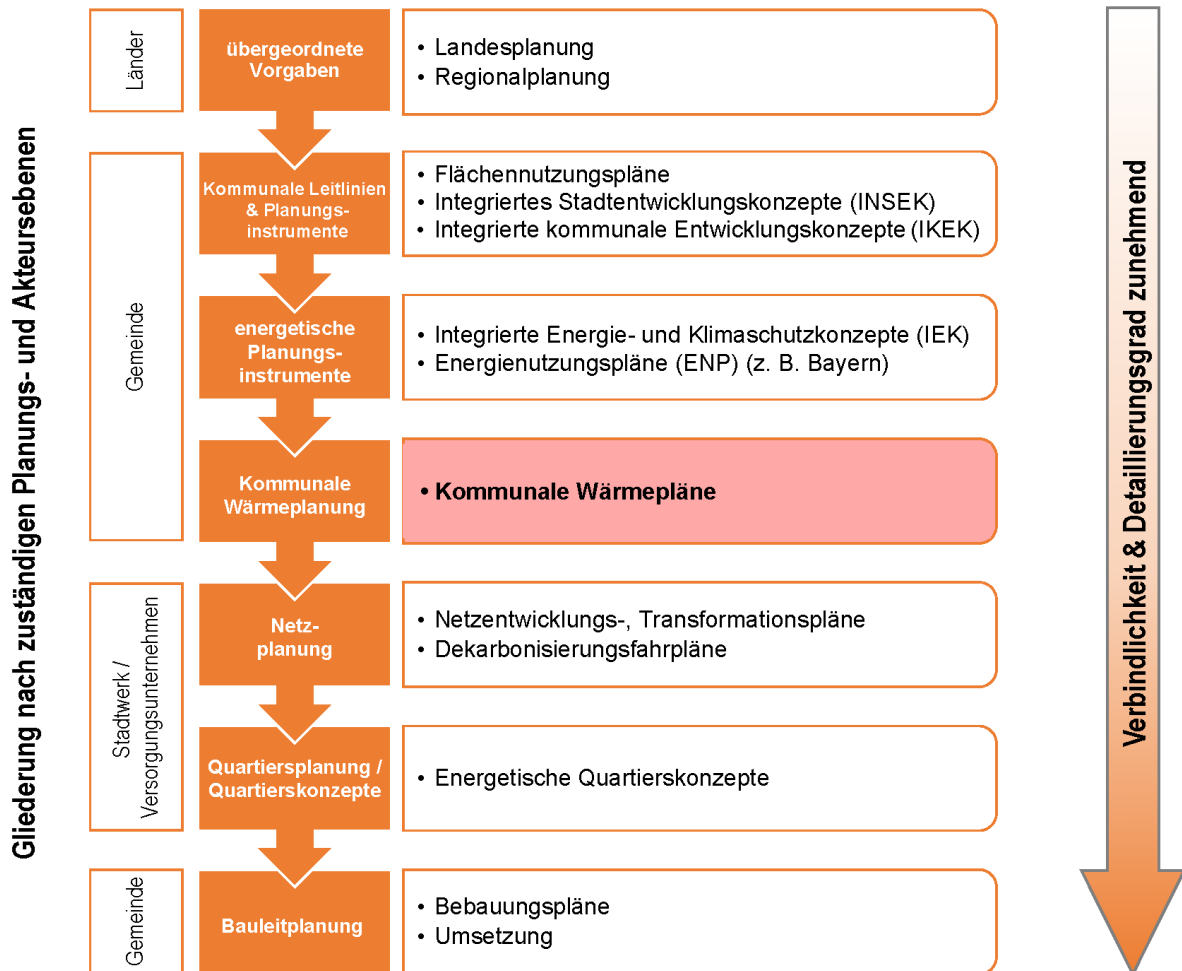 Gliederung nach zuständigen Planungs- und Akteursebenen
Länder
übergeordnete
Vorgaben
• Landesplanung
• Regionalplanung
Gemeinde
Kommunale Leitlinien
& Planungs-
instrumente
• Flächennutzungspläne
• Integriertes Stadtentwicklungskonzepte (INSEK)
• Integrierte kommunale Entwicklungskonzepte (IKEK)
energetische
Planungs-
instrumente
• Integrierte Energie- und Klimaschutzkonzepte (IEK)
• Energienutzungspläne (ENP) (z. B. Bayern)
Kommunale
Wärmeplanung
• Kommunale Wärmepläne
Stadtwerk /
Versorgungsunternehmen
Netz-
planung
• Netzentwicklungs-, Transformationspläne
• Dekarbonisierungsfahrpläne
Quartiersplanung /
Quartierskonzepte
• Energetische Quartierskonzepte
Gemeinde
Bauleitplanung
• Bebauungspläne
• Umsetzung
Verbindlichkeit & Detaillierungsgrad zunehmend